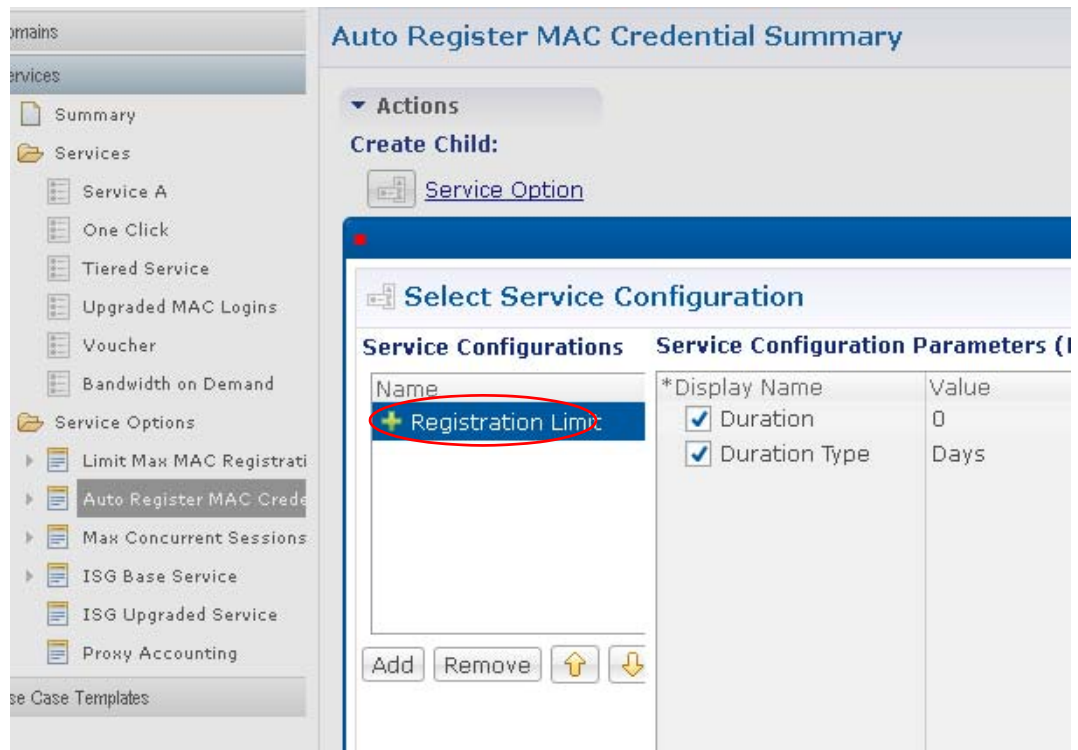 omains
ervices
Summary
Services
Service A
One Click
Tiered Service
Upgraded MAC Logins
Voucher
Bandwidth on Demand
Service Options
Limit Max MAC Registrati
Auto Register MAC Crede
Max Concurrent Sessions
ISG Base Service
ISG Upgraded Service
Proxy Accounting
se Case Templates
Auto Register MAC Credential Summary
Actions
Create Child:
Service Option
Select Service Configuration
Service Configurations
Name
Registration Limit
Add Remove
Service Configuration Parameters (
*Display Name Value
Duration 0
Duration Type Days